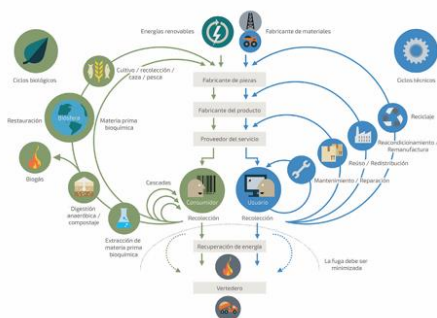 Energías renovables
Fabricante de materiales
Ciclos biológicos
Ciclos técnicos
Cultivo / recolección /
caza / pesca
Fabricante de piezas
Fabricante del producto
Proveedor del servicio
Restauración
Biósfera
Materia prima
bioquímica
Reciclaje
Reacondicionamiento /
Remanufactura
Reúso / Redistribución
Mantenimiento / Reparación
Biogás
Cascadas
Consumidor
Usuario
Digestión
anaeróbica /
compostaje
Recolección
Recolección
Extracción de
materia prima
bioquímica
Recuperación de energía
La fuga debe ser
minimizada
Vertedero